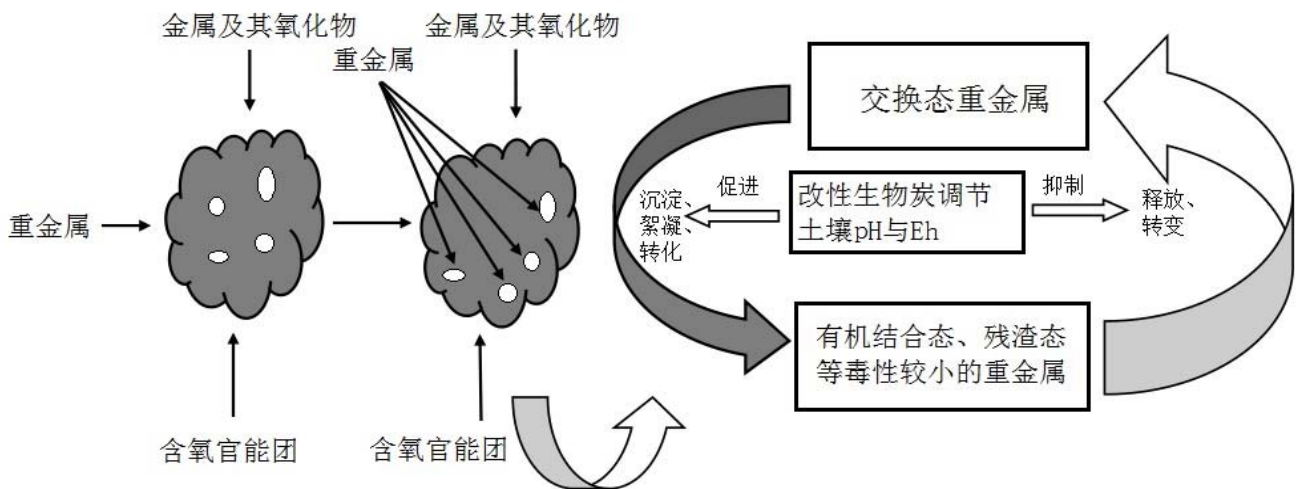 金属及其氧化物
金属及其氧化物
重金属
重金属
含氧官能团
含氧官能团
交换态重金属
沉淀、
絮凝、
转化
促进
改性生物炭调节
土壤pH与Eh
抑制
释放、
转变
有机结合态、残渣态
等毒性较小的重金属